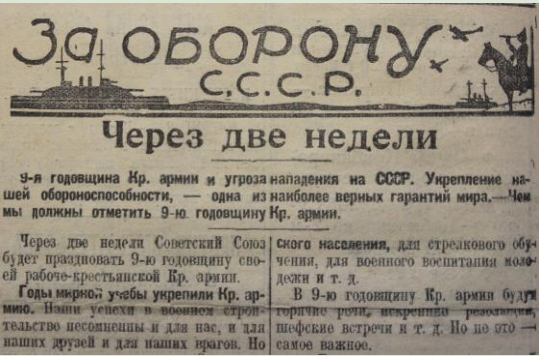 За ОБОРОНУ
С.С.С.Р.
Через две недели
9-я годовщина Кр. армии и угроза нападения на СССР. Укрепление на-
шей обороноспособности, — одна из наиболее верных гарантий мира.—Чем
мы должны отметить 9-ю годовщину Кр. армии.
Через две недели Советский Союз
будет праздновать 9-ю годовщину сво-
ей рабоче-крестьянской Кр. армии.
Годы мирной учебы укрепили Кр. ар-
мию. Наши успехи в военном строи-
тельстве несомненны и для нас, и для
наших друзей и для наших врагов. Но
ского населения, для стрелкового обу-
чения, для военного воспитания моло-
дежи и т. д.
В 9-ю годовщину Кр. армии будут
горячие речи, искренние резолюции,
шефские встречи и т. д. Но не это —
самое важное.